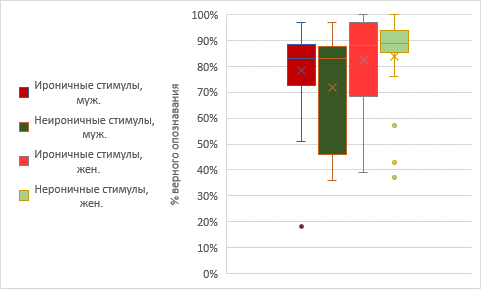 Ироничные стимулы,
муж.
Неироничные стимулы,
муж.
Ироничные стимулы,
жен.
Нероничные стимулы,
жен.
% верного опознавания
100%
90%
80%
70%
60%
50%
40%
30%
20%
10%
0%